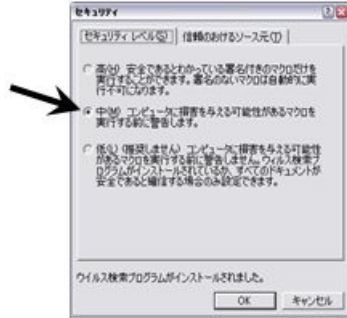 セキュリティ
セキュリティ レベル(S)
信頼のおけるソース元(T)
高(H) 安全であるとわかっている署名付きのマクロだけを
実行することができます。署名のないマクロは自動的に実
行不可になります。
中(M) コンピュータに損害を与える可能性があるマクロを
実行する前に警告します。
低(L) (推奨しません) コンピュータに損害を与える可能性
があるマクロを実行する前に警告しません。ウィルス検索プ
ログラムがインストールされているか、すべてのドキュメントが
安全であると確信する場合のみ設定できます。
ウイルス検索プログラムがインストールされました。
OK
キャンセル